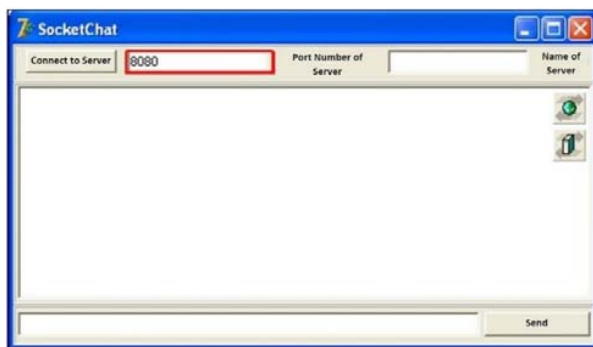 SocketChat
Connect to Server
8080
Port Number of
Server
Name of
Server
Send